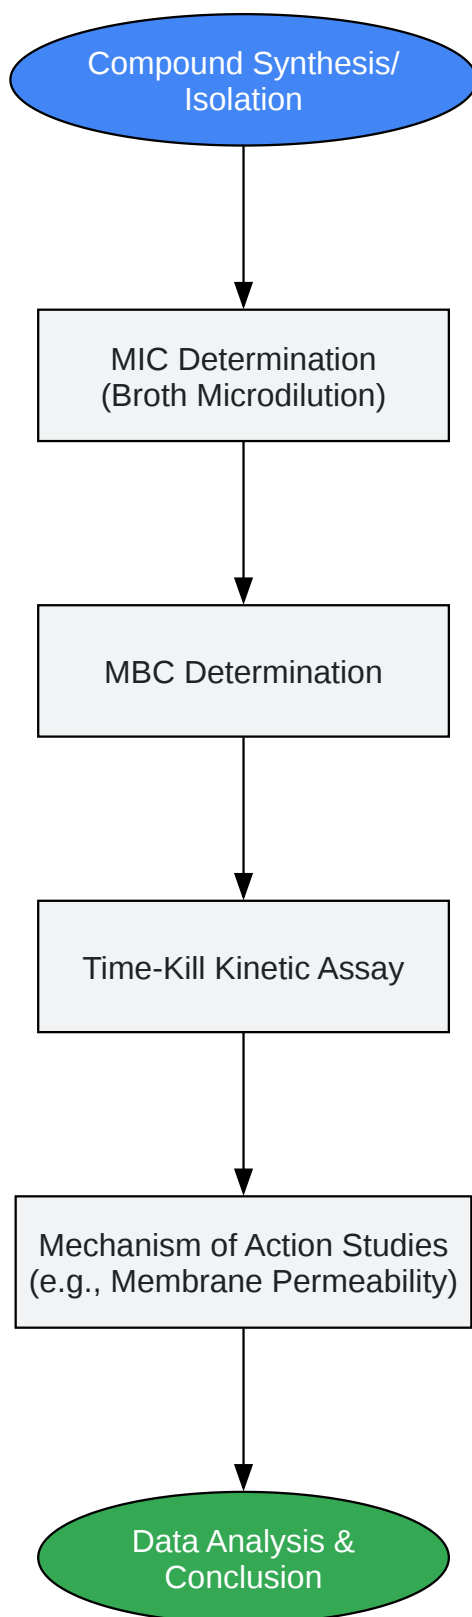 Compound Synthesis/
Isolation
MIC Determination
(Broth Microdilution)
MBC Determination
Time-Kill Kinetic Assay
Mechanism of Action Studies
(e.g., Membrane Permeability)
Data Analysis &
Conclusion